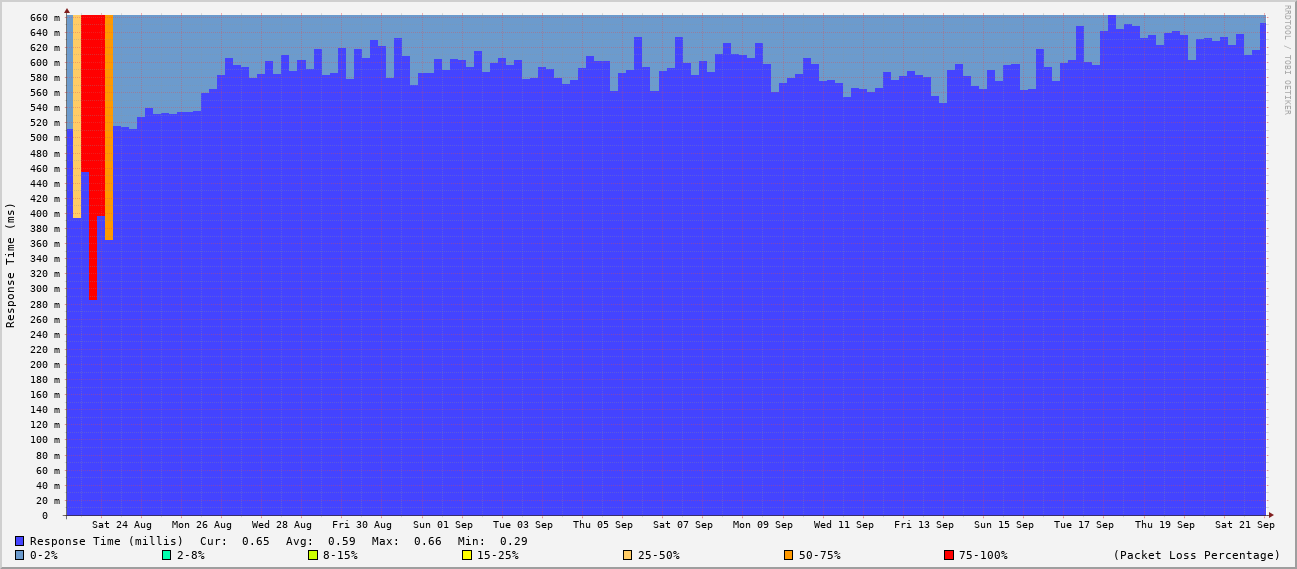 660 m
640 m
620 m
600 m
580 m
560 m
540 m
520 m
500 m
480 m
460 m
440 m
420 m
400 m
380 m
360 m
340 m
320 m
300 m
280 m
260 m
240 m
220 m
200 m
180 m
160 m
140 m
120 m
100 m
80 m
60 m
40 m
20 m
0
Response Time (ms)
RRDTOOL / TOBI OETIKER
Sat 24 Aug Mon 26 Aug Wed 28 Aug Fri 30 Aug Sun 01 Sep Tue 03 Sep Thu 05 Sep Sat 07 Sep Mon 09 Sep Wed 11 Sep Fri 13 Sep Sun 15 Sep Tue 17 Sep Thu 19 Sep Sat 21 Sep
Response Time (millis) Cur: 0.65 Avg: 0.59 Max: 0.66 Min: 0.29
0-2% 2-8% 8-15% 15-25% 25-50% 50-75% 75-100% (Packet Loss Percentage)